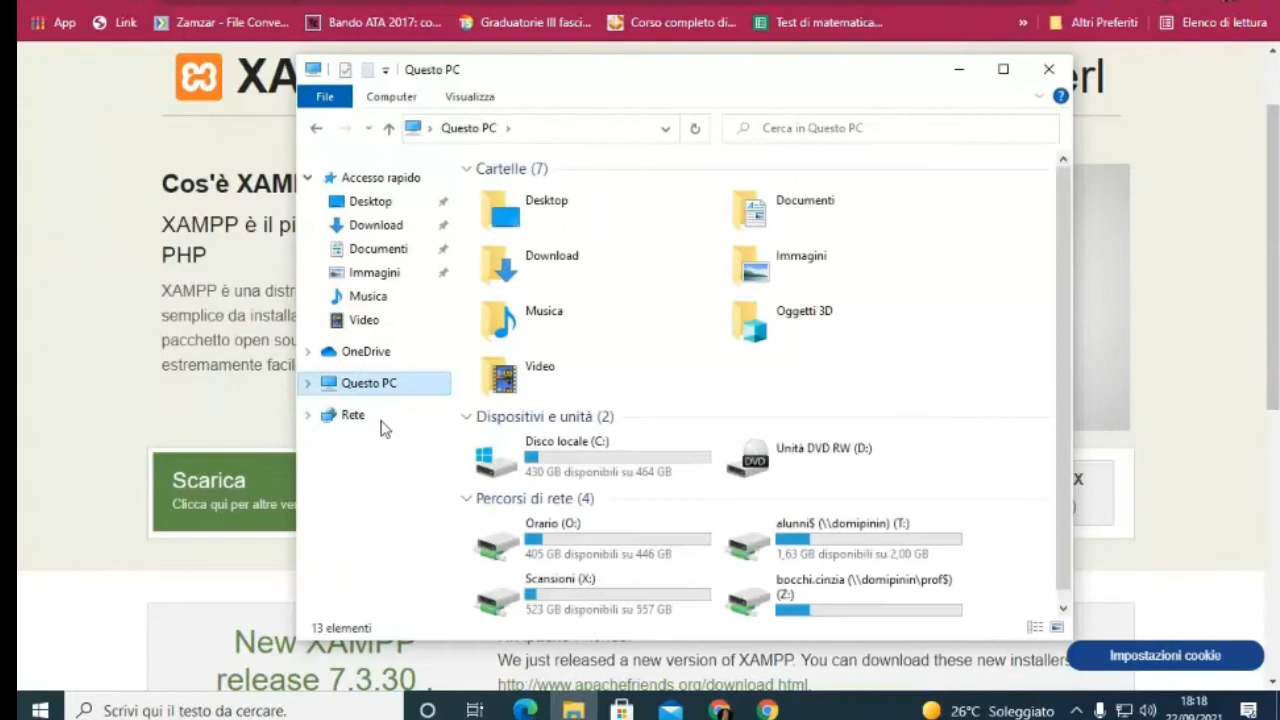 App
Link
Zamzar - File Conve...
Bando ATA 2017: co...
Graduatorie III fasci...
Corso completo di...
Test di matematica...
»
Altri Preferiti
Elenco di lettura
XA
erl
Questo PC
File
Computer
Visualizza
Questo PC
Cerca in Questo PC
Cos'è XAM
XAMPP è il pi
PHP
XAMPP è una distr
semplice da installa
pacchetto open sou
estremamente facil
Accesso rapido
Desktop
Download
Documenti
Immagini
Musica
Video
OneDrive
Questo PC
Rete
Cartelle (7)
Desktop
Documenti
Download
Immagini
Musica
Oggetti 3D
Video
Dispositivi e unità (2)
Disco locale (C:)
430 GB disponibili su 464 GB
DVD
Unità DVD RW (D:)
Percorsi di rete (4)
Orario (O:)
405 GB disponibili su 446 GB
alunni$ (\\domipinin) (T:)
1,63 GB disponibili su 2,00 GB
Scansioni (X:)
523 GB disponibili su 557 GB
bocchi.cinzia (\\domipinin\prof$)
(Z:)
13 elementi
Scarica
Clicca qui per altre ve
X
)
New XAMPP
release 7.3.30 .
We just released a new version of XAMPP. You can download these new installers
http://www.apachefriends.org/download.html.
Impostazioni cookie
Scrivi qui il testo da cercare.
26°C Soleggiato
18:18
22/09/2021